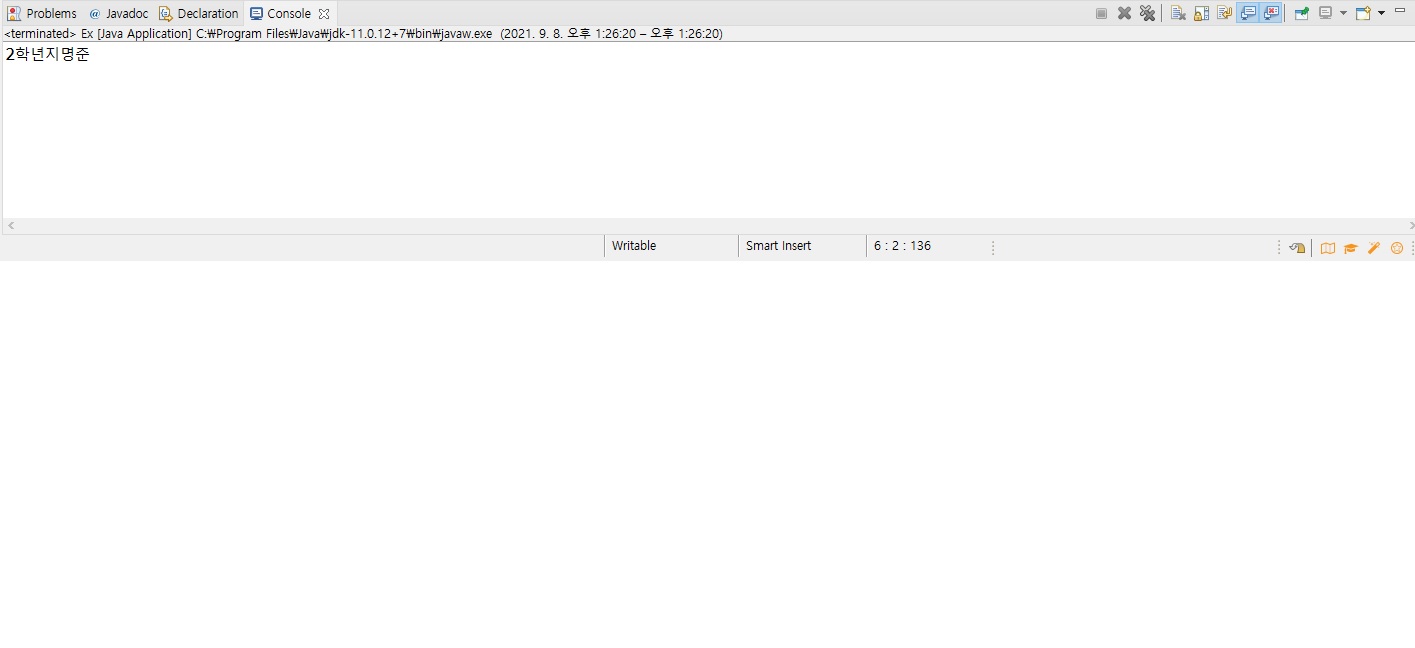 Problems @ Javadoc Declaration Console
<terminated> Ex [Java Application] C:₩Program Files₩Java₩jdk-11.0.12+7₩bin₩javaw.exe (2021. 9. 8. 오후 1:26:20 – 오후 1:26:20)
2학년지명준
Writable Smart Insert 6 : 2 : 136